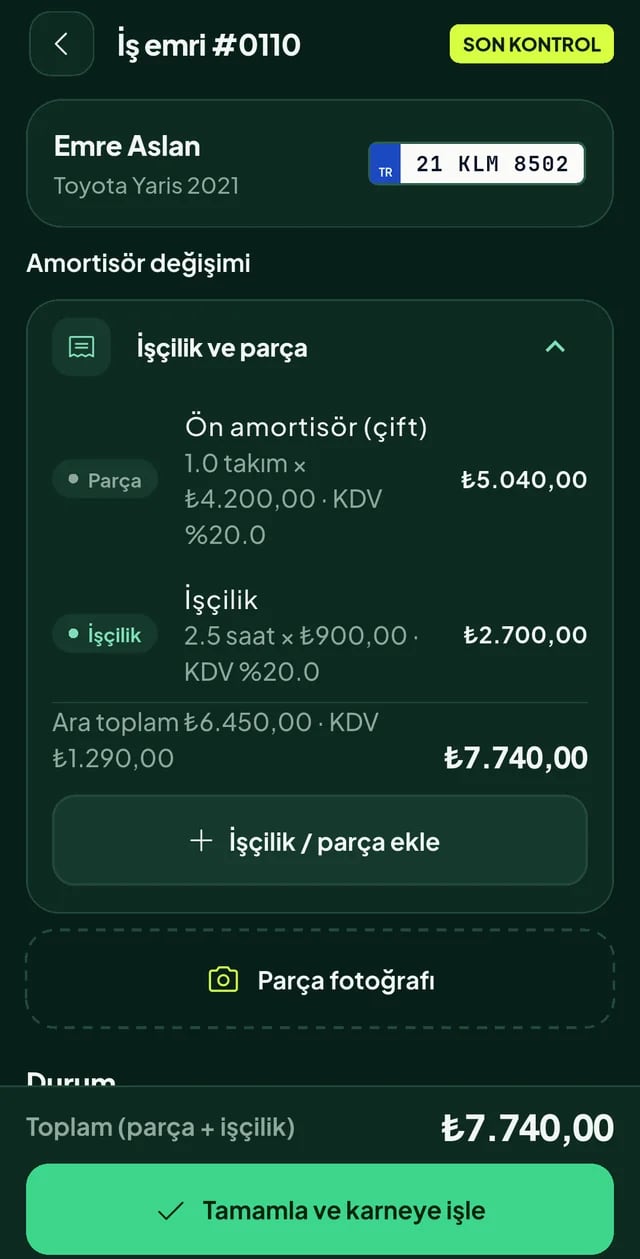 İş emri #0110
SON KONTROL
Emre Aslan
Toyota Yaris 2021
TR 21 KLM 8502
Amortisör değişimi
İşçilik ve parça
Parça
Ön amortisör (çift)
1.0 takım ×
₺4.200,00 · KDV
%20.0
₺5.040,00
İşçilik
İşçilik
2.5 saat × ₺900,00 ·
KDV %20.0
₺2.700,00
Ara toplam ₺6.450,00 · KDV
₺1.290,00
₺7.740,00
İşçilik / parça ekle
Parça fotoğrafı
Durum
Toplam (parça + işçilik)
₺7.740,00
Tamamla ve karneye işle